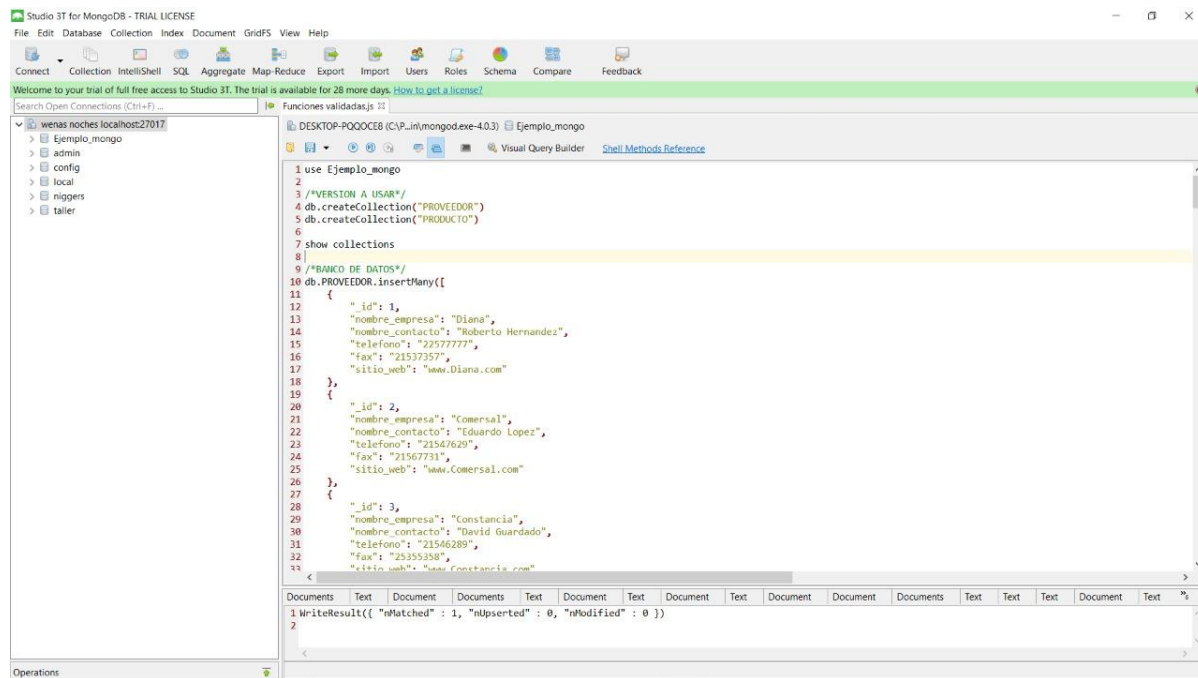 Studio 3T for MongoDB - TRIAL LICENSE
File Edit Database Collection Index Document GridFS View Help
Connect Collection IntelliShell SQL Aggregate Map-Reduce Export Import Users Roles Schema Compare Feedback
Welcome to your trial of full free access to Studio 3T. The trial is available for 28 more days. How to get a license?
Search Open Connections (Ctrl+F) ...
wenas noches localhost:27017
Ejemplo_mongo
admin
config
local
niggers
taller
Operations
Funciones validadas.js
DESKTOP-PQQOCE8 (C:\P...in\mongod.exe-4.0.3) Ejemplo_mongo
Visual Query Builder Shell Methods Reference
1 use Ejemplo_mongo
2
3 /*VERSION A USAR*/
4 db.createCollection("PROVEEDOR")
5 db.createCollection("PRODUCTO")
6
7 show collections
8
9 /*BANCO DE DATOS*/
10 db.PROVEEDOR.insertMany([
11 {
12 "_id": 1,
13 "nombre_empresa": "Diana",
14 "nombre_contacto": "Roberto Hernandez",
15 "telefono": "22577777",
16 "fax": "21537357",
17 "sitio_web": "www.Diana.com"
18 },
19 {
20 "_id": 2,
21 "nombre_empresa": "Comersal",
22 "nombre_contacto": "Eduardo Lopez",
23 "telefono": "21547629",
24 "fax": "21567731",
25 "sitio_web": "www.Comersal.com"
26 },
27 {
28 "_id": 3,
29 "nombre_empresa": "Constancia",
30 "nombre_contacto": "David Guardado",
31 "telefono": "21546289",
32 "fax": "25355358",
33 "sitio_web": "www.Constancia.com"
Documents Text Document Documents Text Document Text Document Text Document Document Documents Text Text Text Document Text »6
1 WriteResult({ "nMatched" : 1, "nUpserted" : 0, "nModified" : 0 })
2